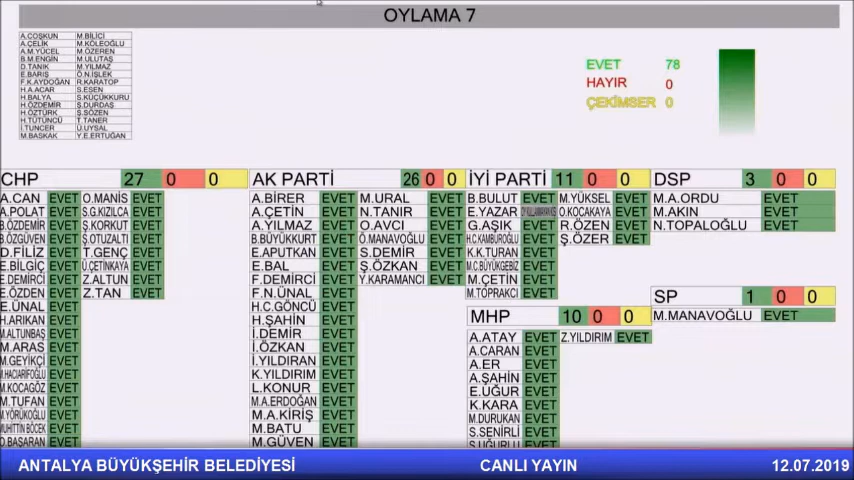 OYLAMA 7
A.COŞKUN M.BİLİCİ
A.ÇELİK M.KÖLEOĞLU
A.M.YÜCEL M.ÖZEREN
B.M.ENGİN M.ULUTAŞ
D.TANIK M.YILMAZ
E.BARIŞ Ö.N.İŞLEK
F.K.AYDOĞAN R.KARATOP
H.A.ACAR S.ESEN
H.BALYA S.KÜÇÜKKURU
H.ÖZDEMİR Ş.DURDAŞ
H.ÖZTÜRK Ş.SÖZEN
H.TÜTÜNCÜ T.TANER
İ.TUNCER Ü.UYSAL
M.BAŞKAK Y.E.ERTUĞAN
EVET 78
HAYIR 0
ÇEKİMSER 0
CHP 27 0 0
A.CAN EVET O.MANİS EVET
A.POLAT EVET S.G.KIZILCA EVET
B.ÖZDEMİR EVET Ş.KORKUT EVET
B.ÖZGÜVEN EVET Ş.OTUZALTI EVET
D.FİLİZ EVET T.GENÇ EVET
E.BİLGİÇ EVET Ü.ÇETİNKAYA EVET
E.DEMİRCİ EVET Z.ALTUN EVET
E.ÖZDEN EVET Z.TAN EVET
E.ÜNAL EVET
H.ARIKAN EVET
M.ALTUNBAŞ EVET
M.ARAS EVET
M.GEYİKÇİ EVET
M.HACIARİFOĞLU EVET
M.KOCAGÖZ EVET
M.TUFAN EVET
M.YÖRÜKOĞLU EVET
MUHİTTİN BÖCEK EVET
O.BAŞARAN EVET
AK PARTİ 26 0 0
A.BİRER EVET M.URAL EVET
A.ÇETİN EVET N.TANIR EVET
A.YILMAZ EVET O.AVCI EVET
B.BÜYÜKKURT EVET Ö.MANAVOĞLU EVET
E.APUTKAN EVET S.DEMİR EVET
E.BAL EVET Ş.ÖZKAN EVET
F.DEMİRCİ EVET Y.KARAMANCI EVET
F.N.ÜNAL EVET
H.C.GÖNCÜ EVET
H.ŞAHİN EVET
İ.DEMİR EVET
İ.ÖZKAN EVET
İ.YILDIRAN EVET
K.YILDIRIM EVET
L.KONUR EVET
M.A.ERDOĞAN EVET
M.A.KİRİŞ EVET
M.BATU EVET
M.GÜVEN EVET
İYİ PARTİ 11 0 0
B.BULUT EVET M.YÜKSEL EVET
E.YAZAR O.KOCAKAYA EVET
G.AŞIK EVET R.ÖZEN EVET
H.C.KAMBUROĞLU EVET Ş.ÖZER EVET
K.K.TURAN EVET
M.C.BÜYÜKGEBİZ EVET
M.ÇETİN EVET
M.TOPRAKCI EVET
MHP 10 0 0
A.ATAY EVET Z.YILDIRIM EVET
A.CARAN EVET
A.ER EVET
A.ŞAHİN EVET
E.UĞUR EVET
K.KARA EVET
M.DURUKAN EVET
S.SENİRLİ EVET
S.UĞURLU EVET
DSP 3 0 0
M.A.ORDU EVET
M.AKIN EVET
N.TOPALOĞLU EVET
SP 1 0 0
M.MANAVOĞLU EVET
ANTALYA BÜYÜKŞEHİR BELEDİYESİ CANLI YAYIN 12.07.2019